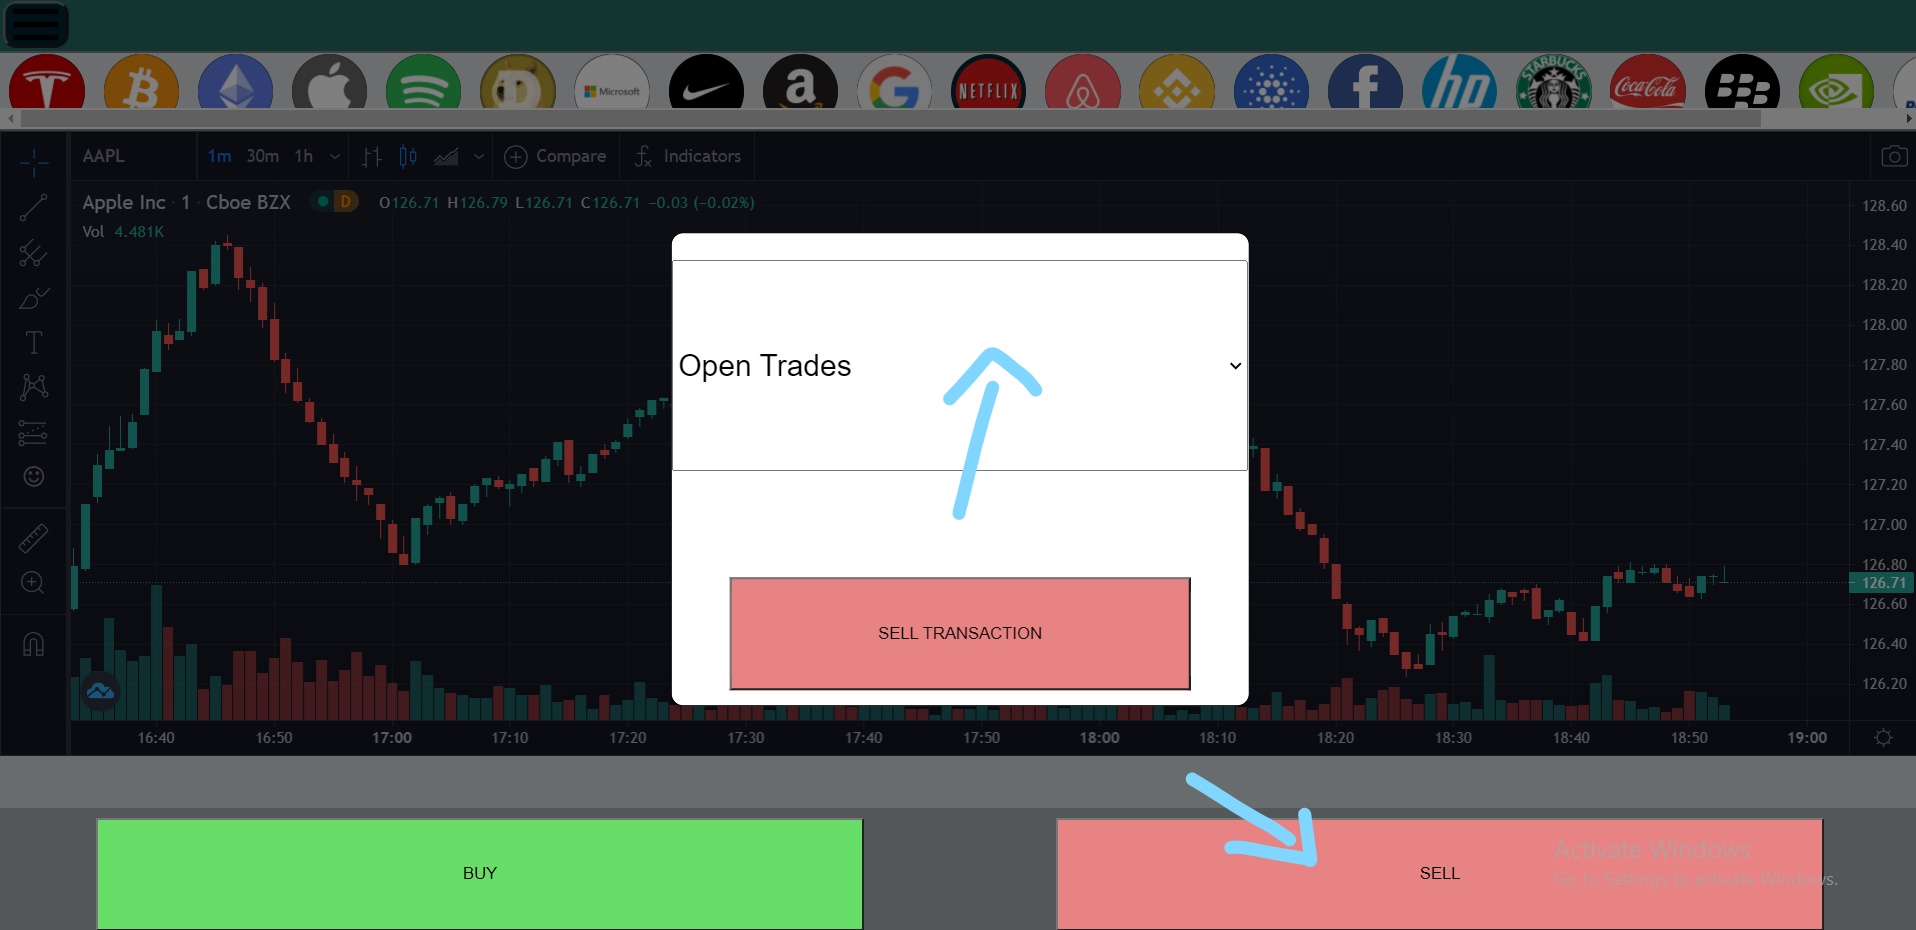 Microsoft
a
NETFLIX
f
hp
STARBUCKS
Coca-Cola
AAPL 1m 30m 1h Compare Indicators
Apple Inc · 1 · Cboe BZX D O126.71 H126.79 L126.71 C126.71 −0.03 (−0.02%)
Vol 4.481K
128.60
128.40
128.20
128.00
127.80
127.60
127.40
127.20
127.00
126.80
126.71
126.60
126.40
126.20
Open Trades
SELL TRANSACTION
16:40 16:50 17:00 17:10 17:20 17:30 17:40 17:50 18:00 18:10 18:20 18:30 18:40 18:50 19:00
BUY
SELL
Activate Windows
Go to Settings to activate Windows.